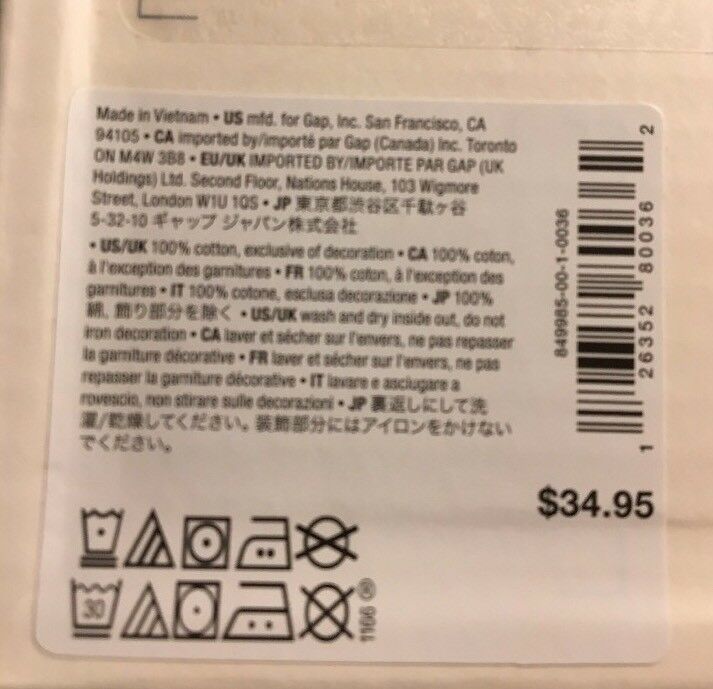 Made in Vietnam • US mfd. for Gap, Inc. San Francisco, CA
94105 • CA imported by/importé par Gap (Canada) Inc. Toronto
ON M4W 3B8 • EU/UK IMPORTED BY/IMPORTE PAR GAP (UK
Holdings) Ltd. Second Floor, Nations House, 103 Wigmore
Street, London W1U 1QS • JP 東京都渋谷区千駄ヶ谷
5-32-10 ギャップ ジャパン株式会社
• US/UK 100% cotton, exclusive of decoration • CA 100% coton,
à l'exception des garnitures • FR 100% coton, à l'exception des
garnitures • IT 100% cotone, esclusa decorazione • JP 100%
綿、飾り部分を除く • US/UK wash and dry inside out, do not
iron decoration • CA laver et sécher sur l'envers, ne pas repasser
la garniture décorative • FR laver et sécher sur l'envers, ne pas
repasser la garniture décorative • IT lavare e asciugare a
rovescio, non stirare sulle decorazioni • JP 裏返しにして洗
濯/乾燥してください。装飾部分にはアイロンをかけない
でください。
849985-00-1-0036
1 26352 80036 2
$34.95
30
1166 ®